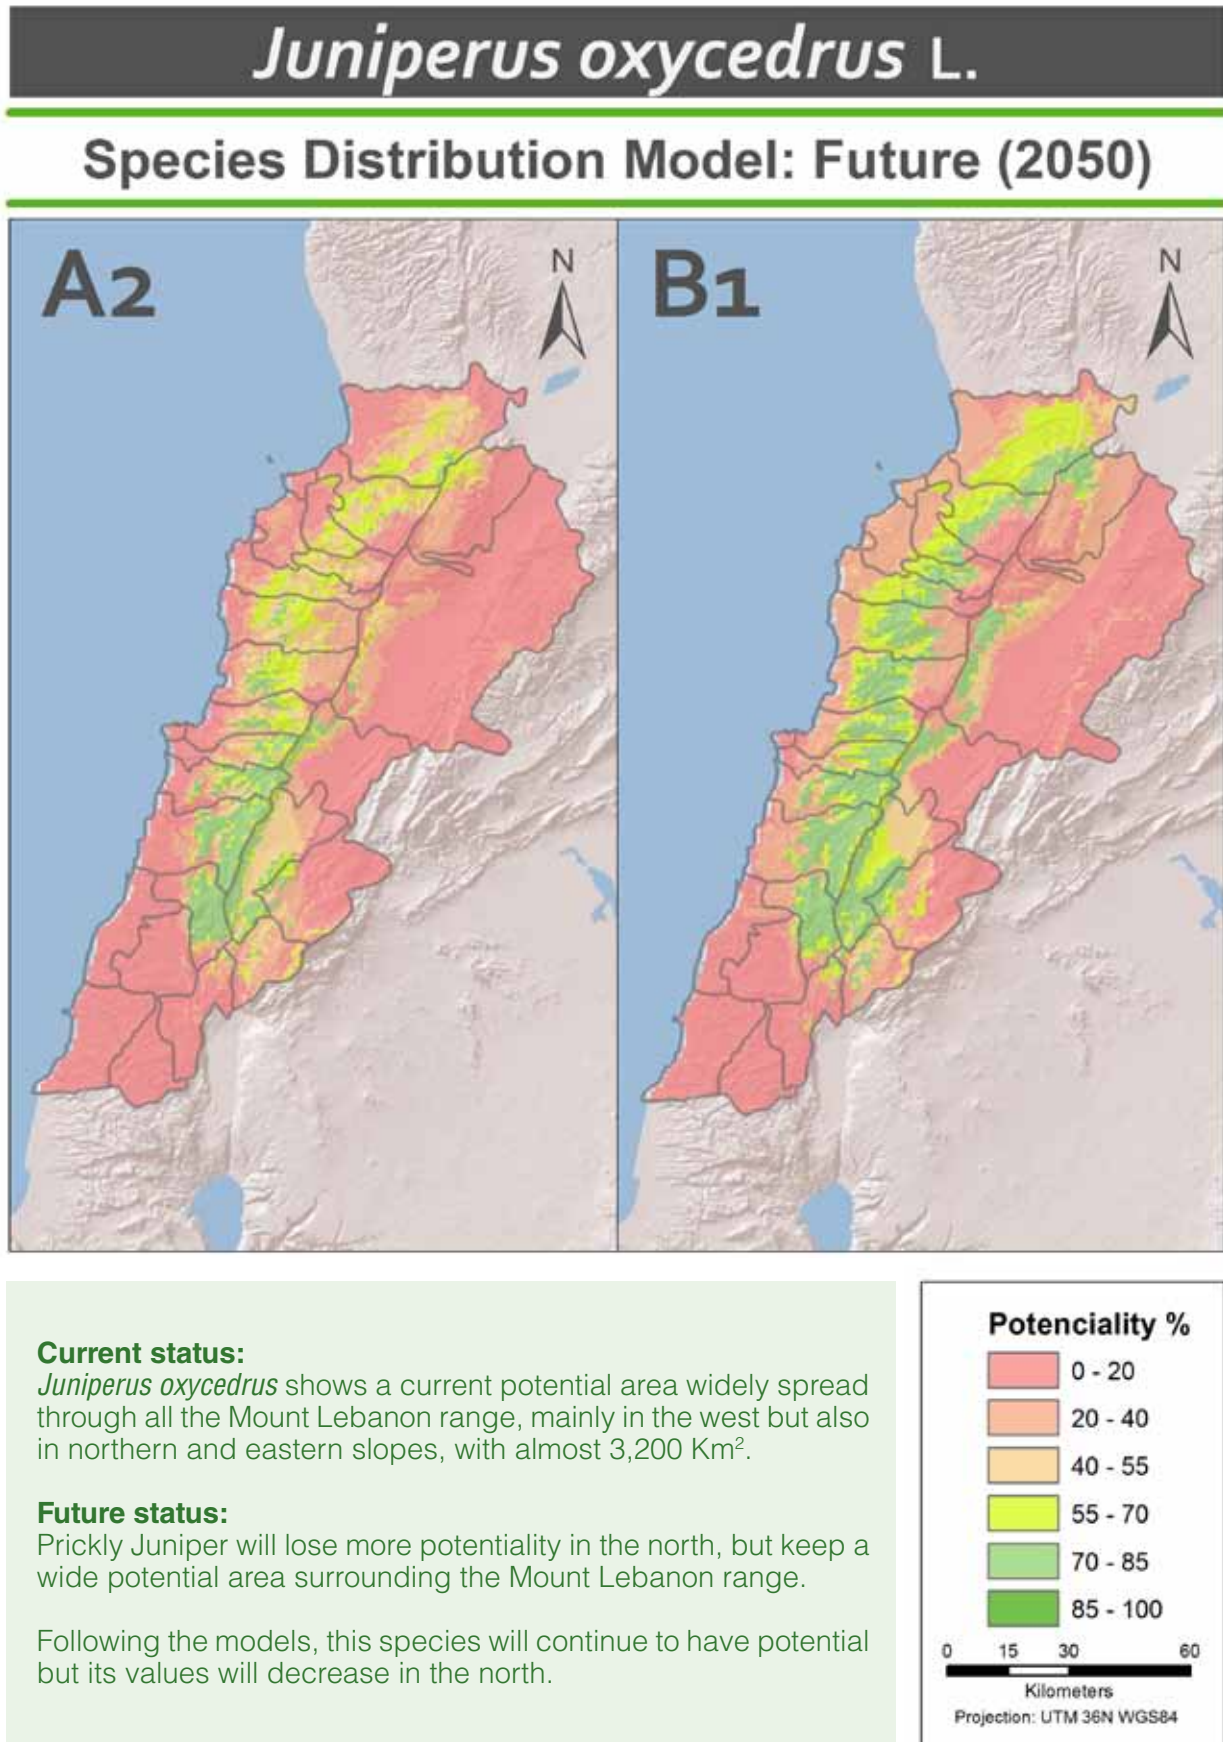 Juniperus oxycedrus L.
Species Distribution Model: Future (2050)
A2
N
B1
N
Current status:
Juniperus oxycedrus shows a current potential area widely spread
through all the Mount Lebanon range, mainly in the west but also
in northern and eastern slopes, with almost 3,200 Km².
Future status:
Prickly Juniper will lose more potentiality in the north, but keep a
wide potential area surrounding the Mount Lebanon range.
Following the models, this species will continue to have potential
but its values will decrease in the north.
Potenciality %
0 - 20
20 - 40
40 - 55
55 - 70
70 - 85
85 - 100
0 15 30 60
Kilometers
Projection: UTM 36N WGS84